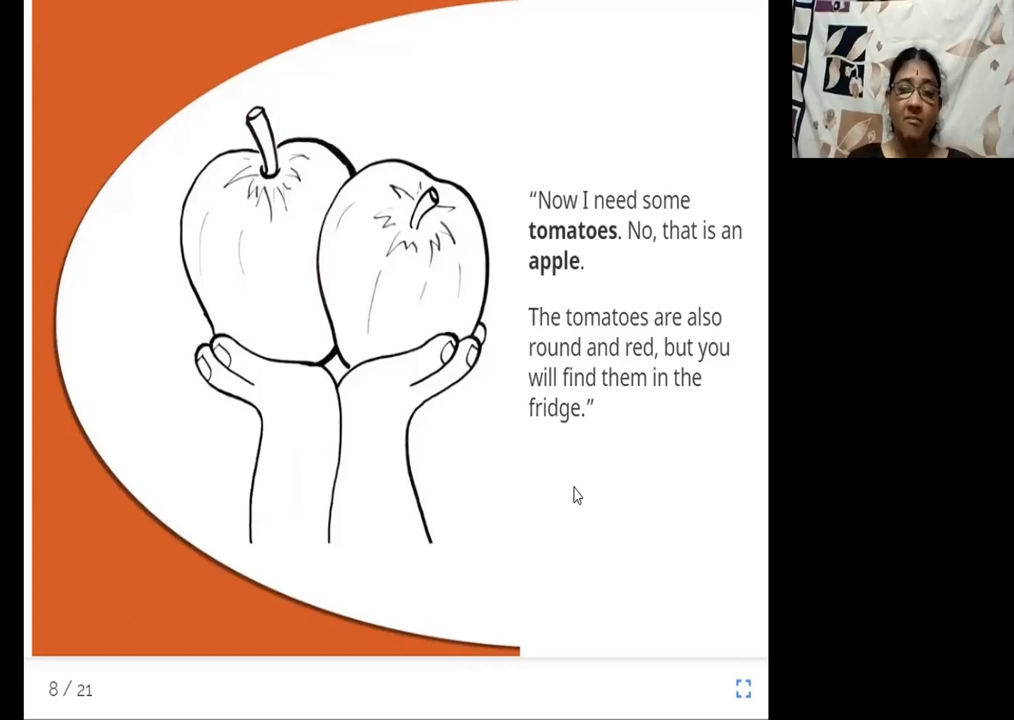 “Now I need some
tomatoes. No, that is an
apple.
The tomatoes are also
round and red, but you
will find them in the
fridge.”
8 / 21